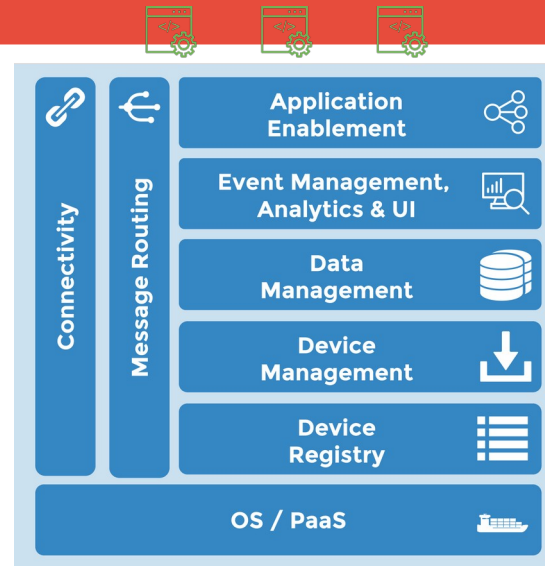 Connectivity
Message Routing
Application
Enablement
Event Management,
Analytics & UI
Data
Management
Device
Management
Device
Registry
OS / PaaS